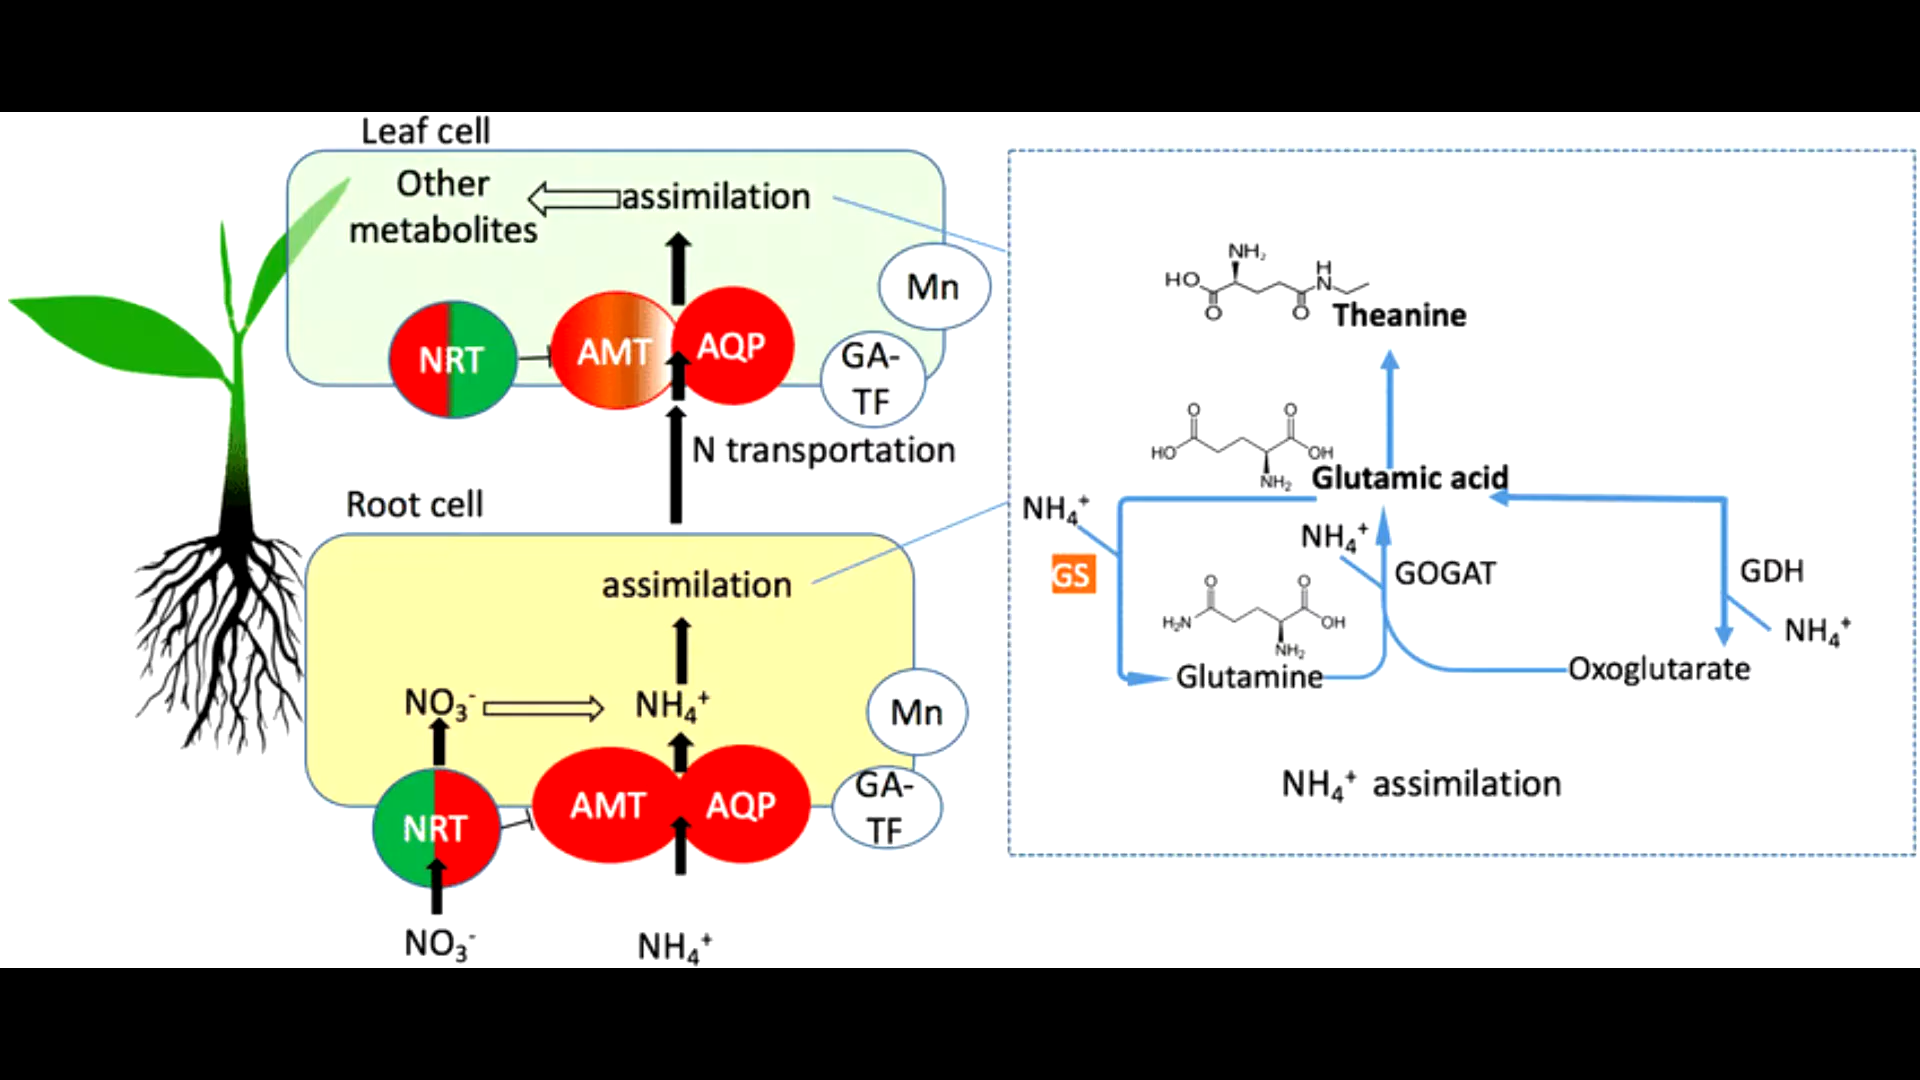 Leaf cell
Other
metabolites
assimilation
Mn
NRT
AMT
AQP
GA-
TF
N transportation
Root cell
assimilation
NO₃⁻
NH₄⁺
Mn
NRT
AMT
AQP
GA-
TF
NO₃⁻
NH₄⁺
NH₂
HO
O
O
H
N
Theanine
O
O
HO
OH
NH₂
Glutamic acid
NH₄⁺
GS
NH₄⁺
GOGAT
GDH
NH₄⁺
O
O
H₂N
OH
NH₂
Glutamine
Oxoglutarate
NH₄⁺ assimilation